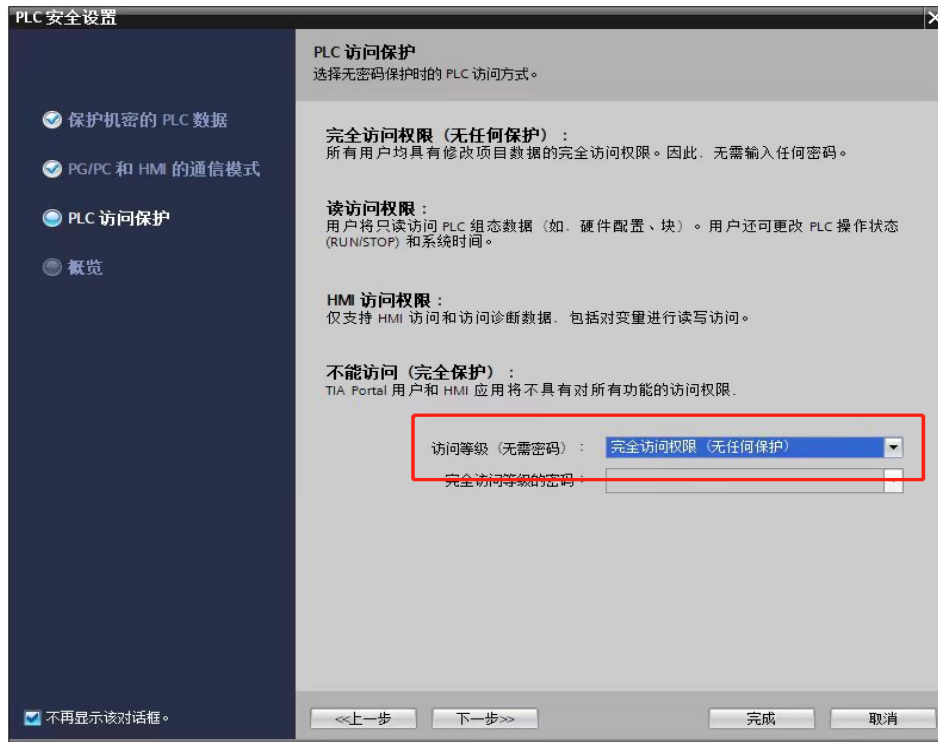 PLC 安全设置
PLC 访问保护
选择无密码保护时的 PLC 访问方式。
保护机密的 PLC 数据
PG/PC 和 HMI 的通信模式
PLC 访问保护
概览
完全访问权限（无任何保护）：
所有用户均具有修改项目数据的完全访问权限。因此．无需输入任何密码。
读访问权限：
用户将只读访问 PLC 组态数据（如．硬件配置、块）。用户还可更改 PLC 操作状态
(RUN/STOP) 和系统时间。
HMI 访问权限：
仅支持 HMI 访问和访问诊断数据．包括对变量进行读写访问。
不能访问（完全保护）：
TIA Portal 用户和 HMI 应用将不具有对所有功能的访问权限.
访问等级（无需密码）： 完全访问权限（无任何保护）
完全访问等级的密码：
不再显示该对话框。
<<上一步 下一步>> 完成 取消